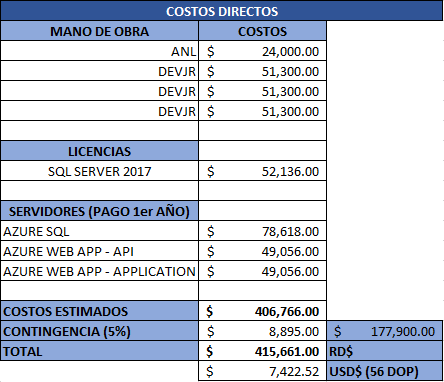 COSTOS DIRECTOS
MANO DE OBRA COSTOS
ANL $ 24,000.00
DEVJR $ 51,300.00
DEVJR $ 51,300.00
DEVJR $ 51,300.00
LICENCIAS
SQL SERVER 2017 $ 52,136.00
SERVIDORES (PAGO 1er AÑO)
AZURE SQL $ 78,618.00
AZURE WEB APP - API $ 49,056.00
AZURE WEB APP - APPLICATION $ 49,056.00
COSTOS ESTIMADOS $ 406,766.00
CONTINGENCIA (5%) $ 8,895.00 $ 177,900.00
TOTAL $ 415,661.00 RD$
$ 7,422.52 USD$ (56 DOP)